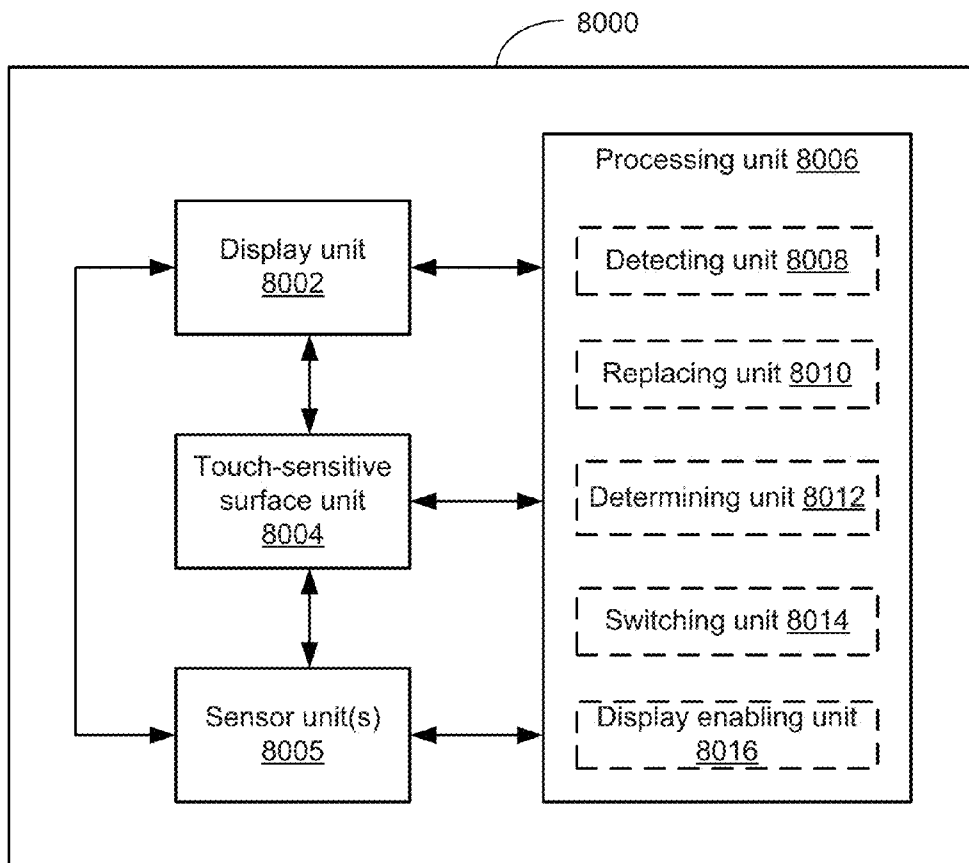 8000
Display unit
8002
Touch-sensitive
surface unit
8004
Sensor unit(s)
8005
Processing unit 8006
Detecting unit 8008
Replacing unit 8010
Determining unit 8012
Switching unit 8014
Display enabling unit
8016